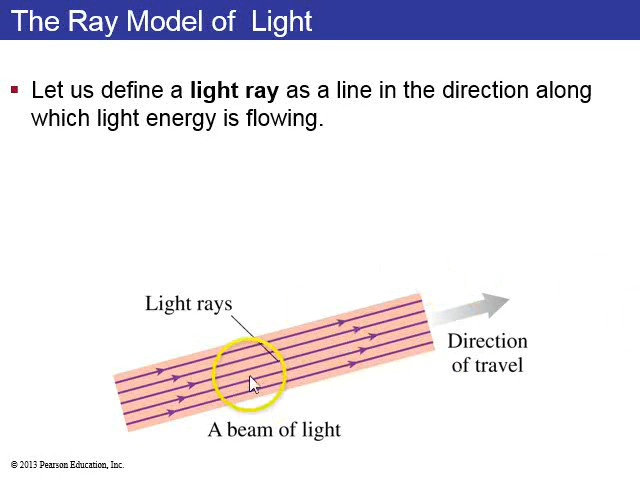 The Ray Model of  Light
Let us define a light ray as a line in the direction along
which light energy is flowing.
Light rays
Direction
of travel
A beam of light
© 2013 Pearson Education, Inc.